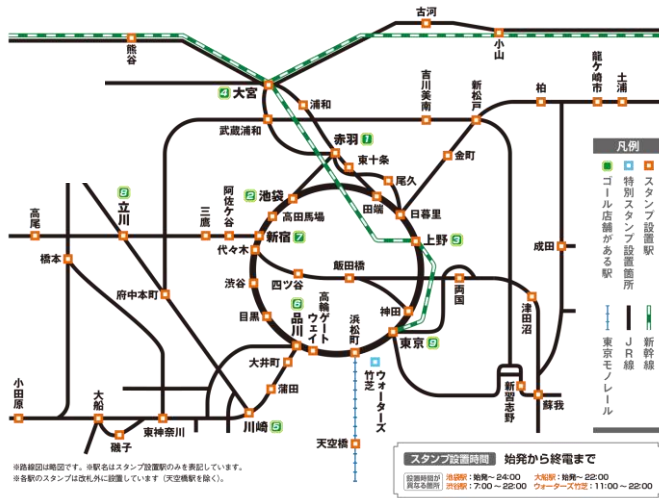 古河
小山
熊谷
4 大宮
浦和
武蔵浦和
吉川美南
新松戸
柏
龍ケ崎市
土浦
赤羽 1
東十条
尾久
金町
2 池袋
田端
日暮里
高田馬場
8 立川
三鷹
阿佐ケ谷
高尾
新宿 7
代々木
上野 3
成田
橋本
府中本町
渋谷
四ツ谷
飯田橋
両国
津田沼
目黒
6 品川
高輪ゲートウェイ
浜松町
神田
東京 9
大井町
ウォーターズ竹芝
新習志野
蘇我
小田原
大船
磯子
東神奈川
川崎 5
蒲田
天空橋
凡例
スタンプ設置駅
特別スタンプ設置箇所
ゴール店舗がある駅
新幹線
JR線
東京モノレール
※路線図は略図です。※駅名はスタンプ設置駅のみを表記しています。
※各駅のスタンプは改札外に設置しています（天空橋駅を除く）。
スタンプ設置時間 始発から終電まで
設置時間が異なる箇所
池袋駅：始発〜24:00 大船駅：始発〜22:00
渋谷駅：7:00〜22:00 ウォーターズ竹芝：11:00〜22:00